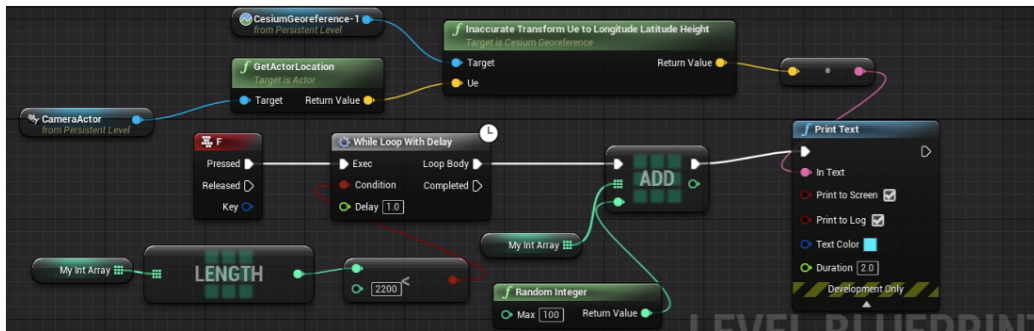 CesiumGeoreference-1
from Persistent Level
f Inaccurate Transform Ue to Longitude Latitude Height
Target is Cesium Georeference
Target
Return Value
Ue
f GetActorLocation
Target is Actor
Target
Return Value
CameraActor
from Persistent Level
F
Pressed
Released
Key
While Loop With Delay
Exec
Loop Body
Condition
Completed
Delay 1.0
ADD
f Print Text
In Text
Print to Screen
Print to Log
Text Color
Duration 2.0
Development Only
My Int Array
LENGTH
2200 <
My Int Array
f Random Integer
Max 100
Return Value
LEVEL BLUEPRINT